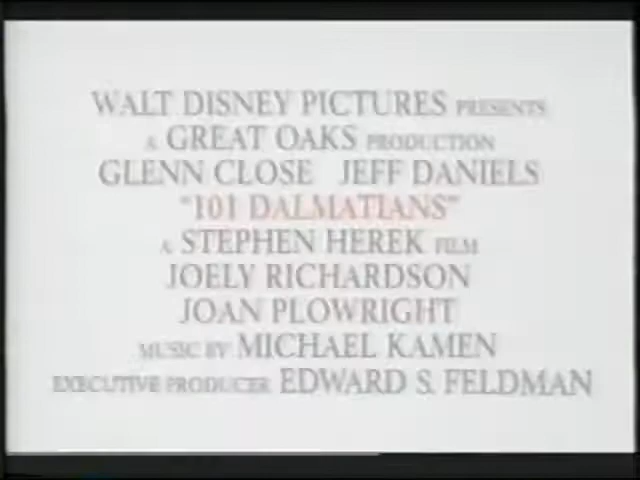 WALT DISNEY PICTURES PRESENTS
A GREAT OAKS PRODUCTION
GLENN CLOSE JEFF DANIELS
"101 DALMATIANS"
A STEPHEN HEREK FILM
JOELY RICHARDSON
JOAN PLOWRIGHT
MUSIC BY MICHAEL KAMEN
EXECUTIVE PRODUCER EDWARD S. FELDMAN